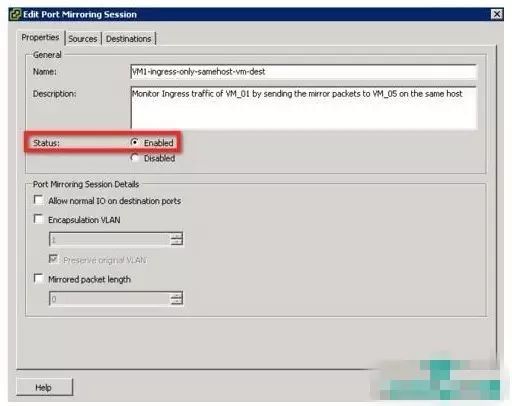 Edit Port Mirroring Session
Properties Sources Destinations
General
Name: VM1-ingress-only-samehost-vm-dest
Description: Monitor Ingress traffic of VM_01 by sending the mirror packets to VM_05 on the same host
Status: Enabled
Disabled
Port Mirroring Session Details
Allow normal IO on destination ports
Encapsulation VLAN
1
Preserve original VLAN
Mirrored packet length
0
Help